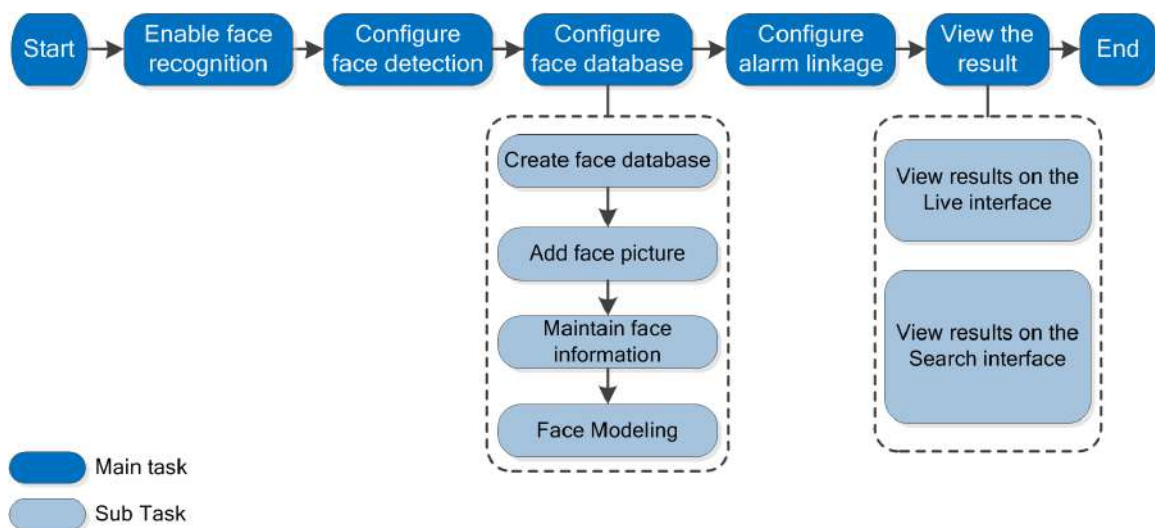 Start
Enable face
recognition
Configure
face detection
Configure
face database
Configure
alarm linkage
View the
result
End
Create face database
Add face picture
Maintain face
information
Face Modeling
View results on the
Live interface
View results on the
Search interface
Main task
Sub Task